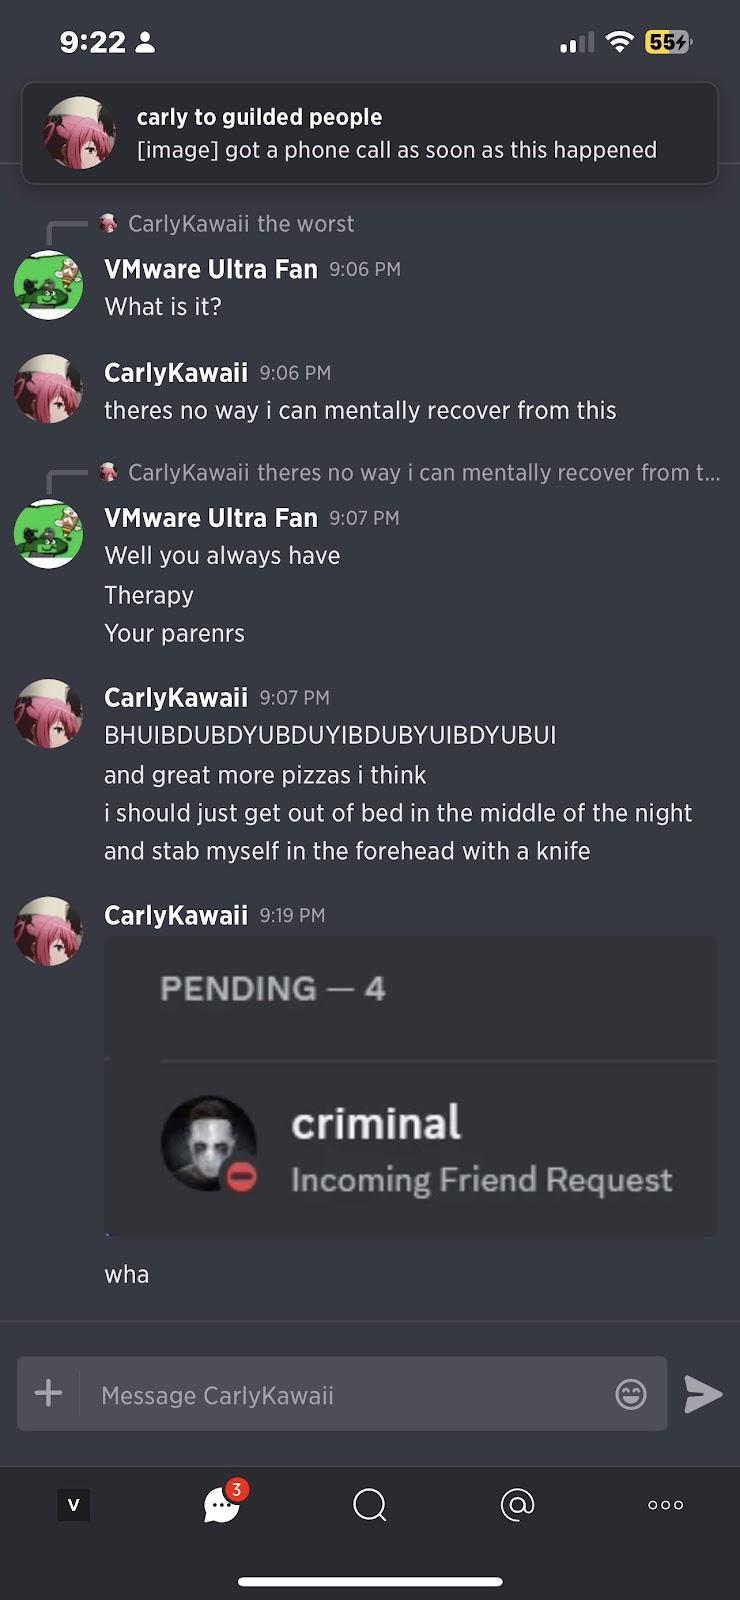 9:22
55
carly to guilded people
[image] got a phone call as soon as this happened
CarlyKawaii the worst
VMware Ultra Fan 9:06 PM
What is it?
CarlyKawaii 9:06 PM
theres no way i can mentally recover from this
CarlyKawaii theres no way i can mentally recover from t...
VMware Ultra Fan 9:07 PM
Well you always have
Therapy
Your parenrs
CarlyKawaii 9:07 PM
BHUIBDUBDYUBDUYIBDUBYUIBDYUBUI
and great more pizzas i think
i should just get out of bed in the middle of the night
and stab myself in the forehead with a knife
CarlyKawaii 9:19 PM
PENDING — 4
criminal
Incoming Friend Request
wha
Message CarlyKawaii
V
3